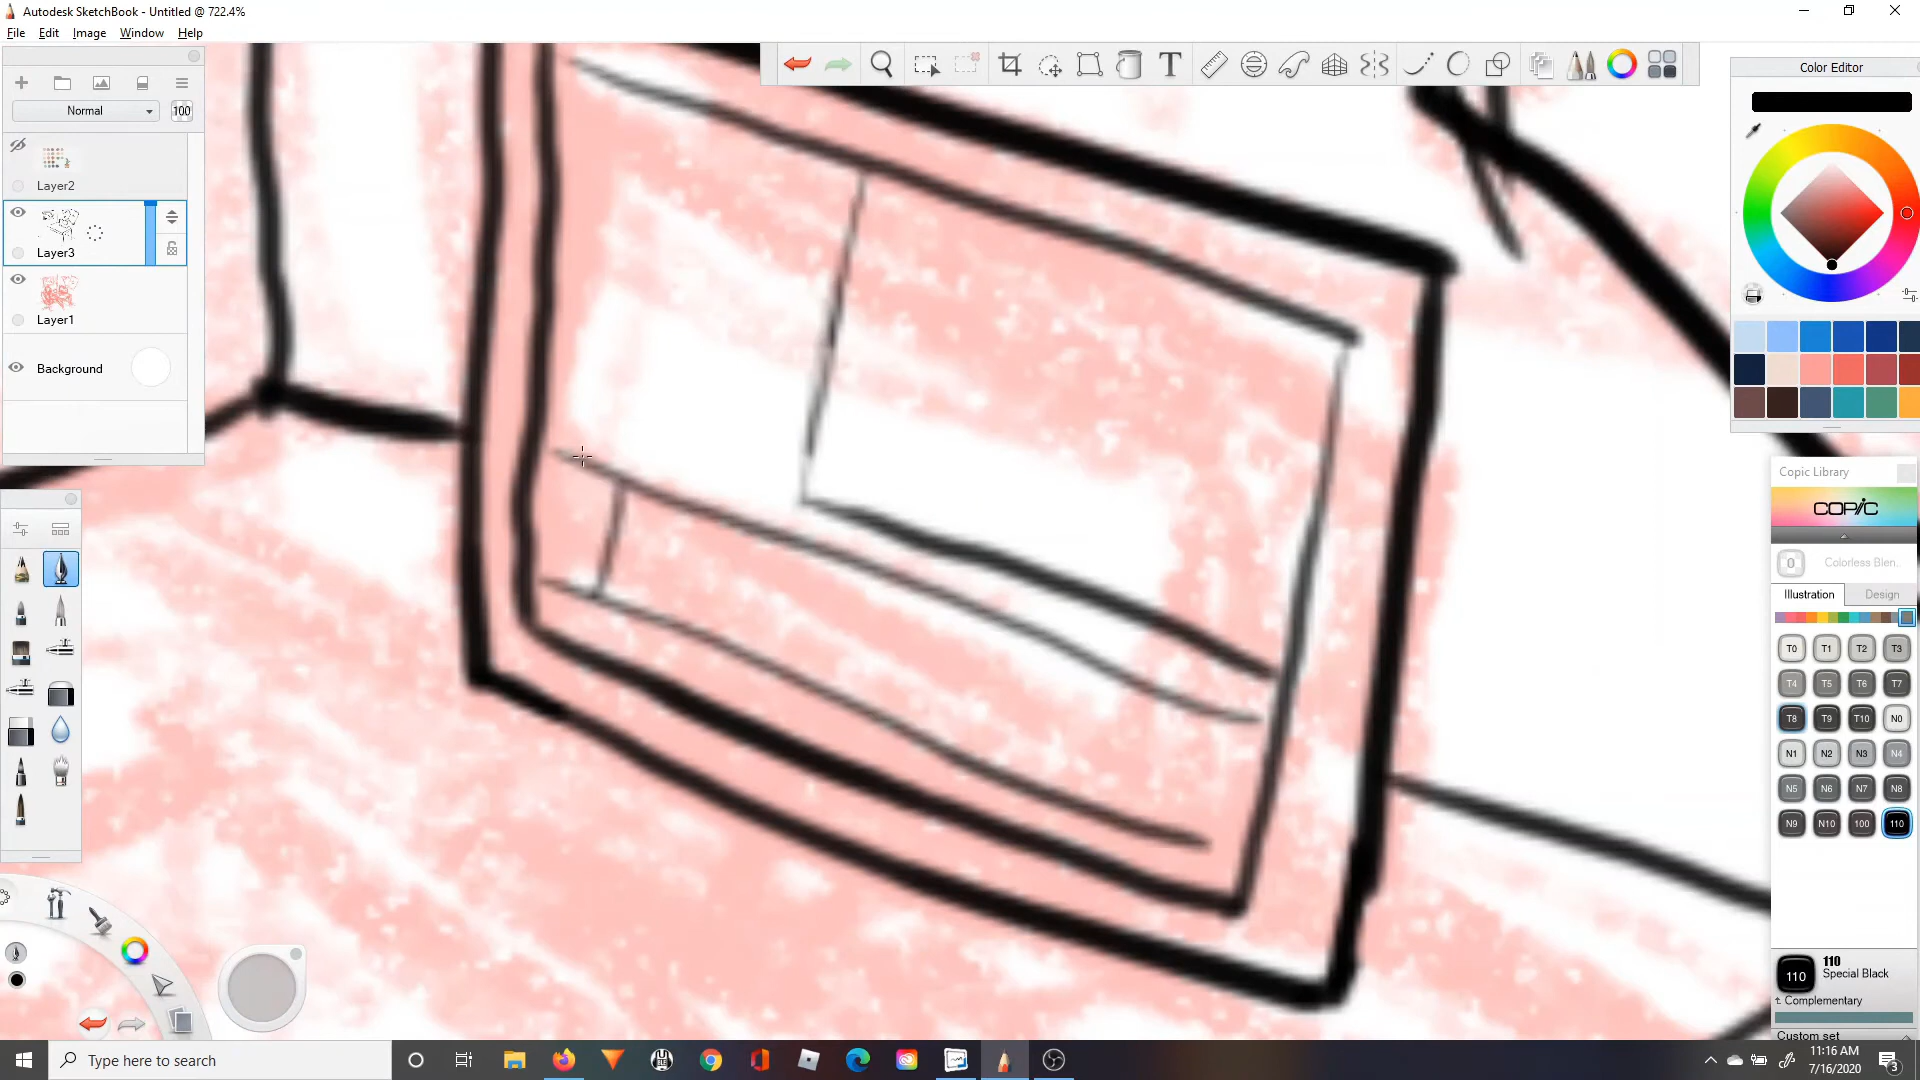 Autodesk SketchBook - Untitled @ 722.4%
File Edit Image Window Help
Normal 100
Layer2
Layer3
Layer1
Background
T
Color Editor
Copic Library
COPIC
0 Colorless Blen..
Illustration Design
T0 T1 T2 T3
T4 T5 T6 T7
T8 T9 T10 N0
N1 N2 N3 N4
N5 N6 N7 N8
N9 N10 100 110
110
110 Special Black
Complementary
Custom set
Type here to search
11:16 AM
7/16/2020
3